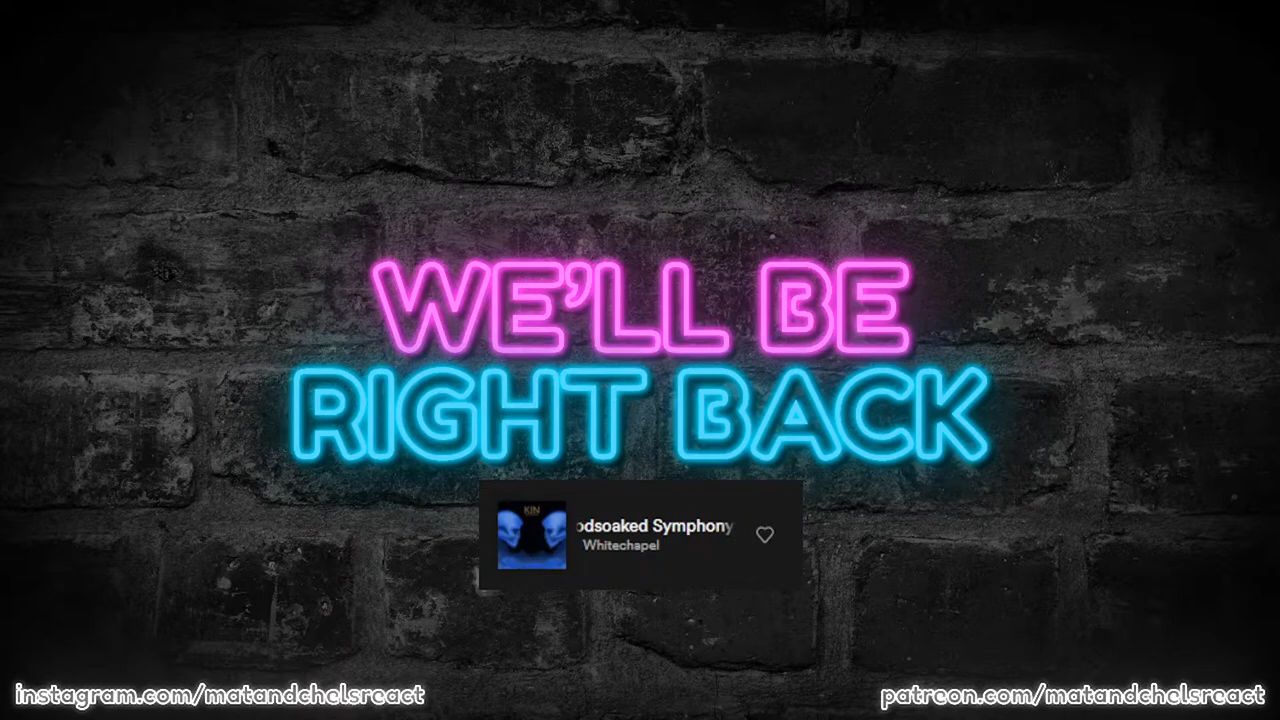 WE'LL BE
RIGHT BACK
KIN
odsoaked Symphony
Whitechapel
instagram.com/matandchelsreact
patreon.com/matandchelsreact